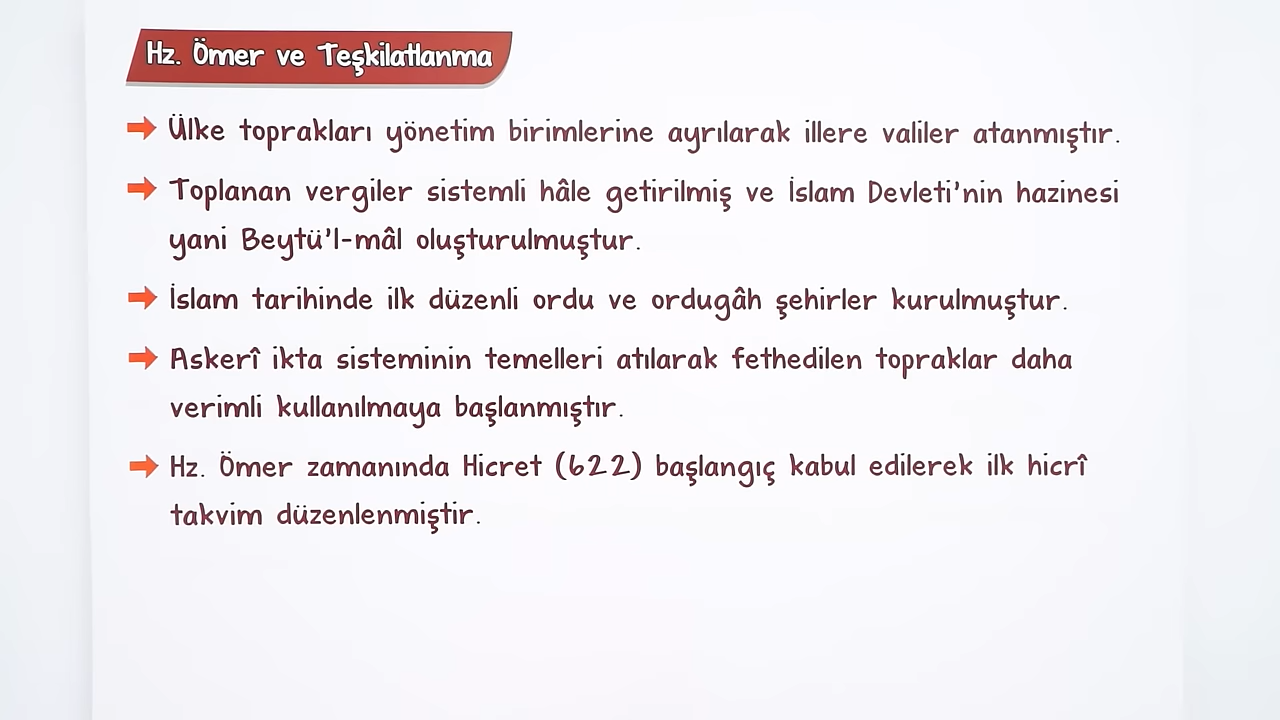 Hz. Ömer ve Teşkilatlanma
Ülke toprakları yönetim birimlerine ayrılarak illere valiler atanmıştır.
Toplanan vergiler sistemli hâle getirilmiş ve İslam Devleti'nin hazinesi
yani Beytü'l-mâl oluşturulmuştur.
İslam tarihinde ilk düzenli ordu ve ordugâh şehirler kurulmuştur.
Askerî ikta sisteminin temelleri atılarak fethedilen topraklar daha
verimli kullanılmaya başlanmıştır.
Hz. Ömer zamanında Hicret (622) başlangıç kabul edilerek ilk hicrî
takvim düzenlenmiştir.